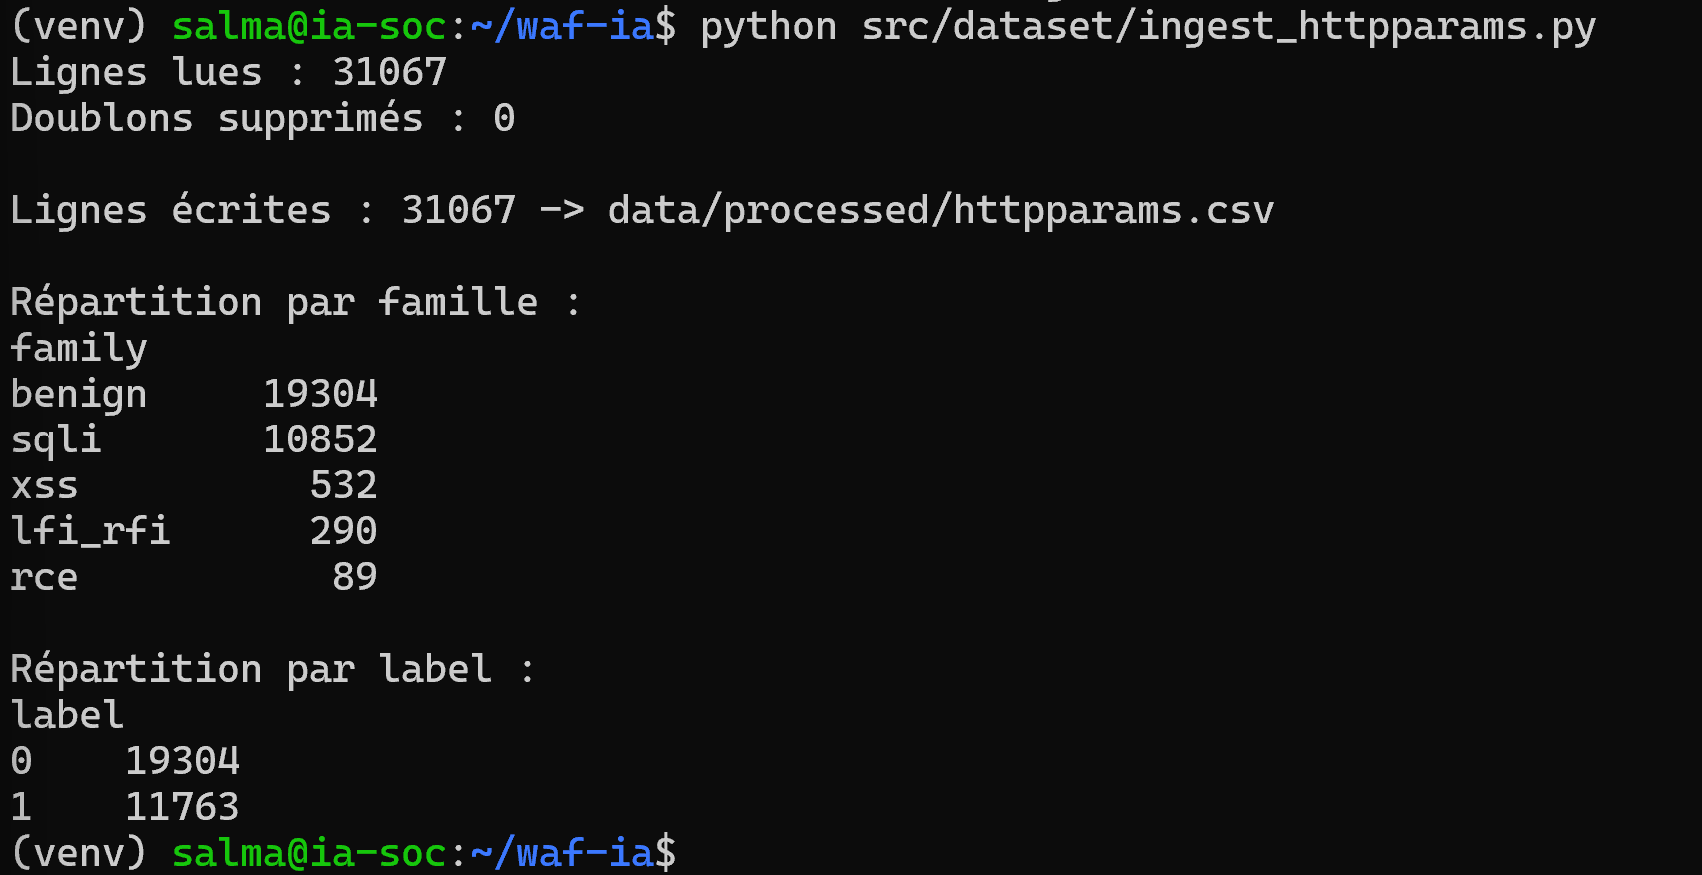 (venv) salma@ia-soc:~/waf-ia$ python src/dataset/ingest_httpparams.py
Lignes lues : 31067
Doublons supprimés : 0
Lignes écrites : 31067 -> data/processed/httpparams.csv
Répartition par famille :
family
benign     19304
sqli       10852
xss          532
lfi_rfi      290
rce           89
Répartition par label :
label
0    19304
1    11763
(venv) salma@ia-soc:~/waf-ia$